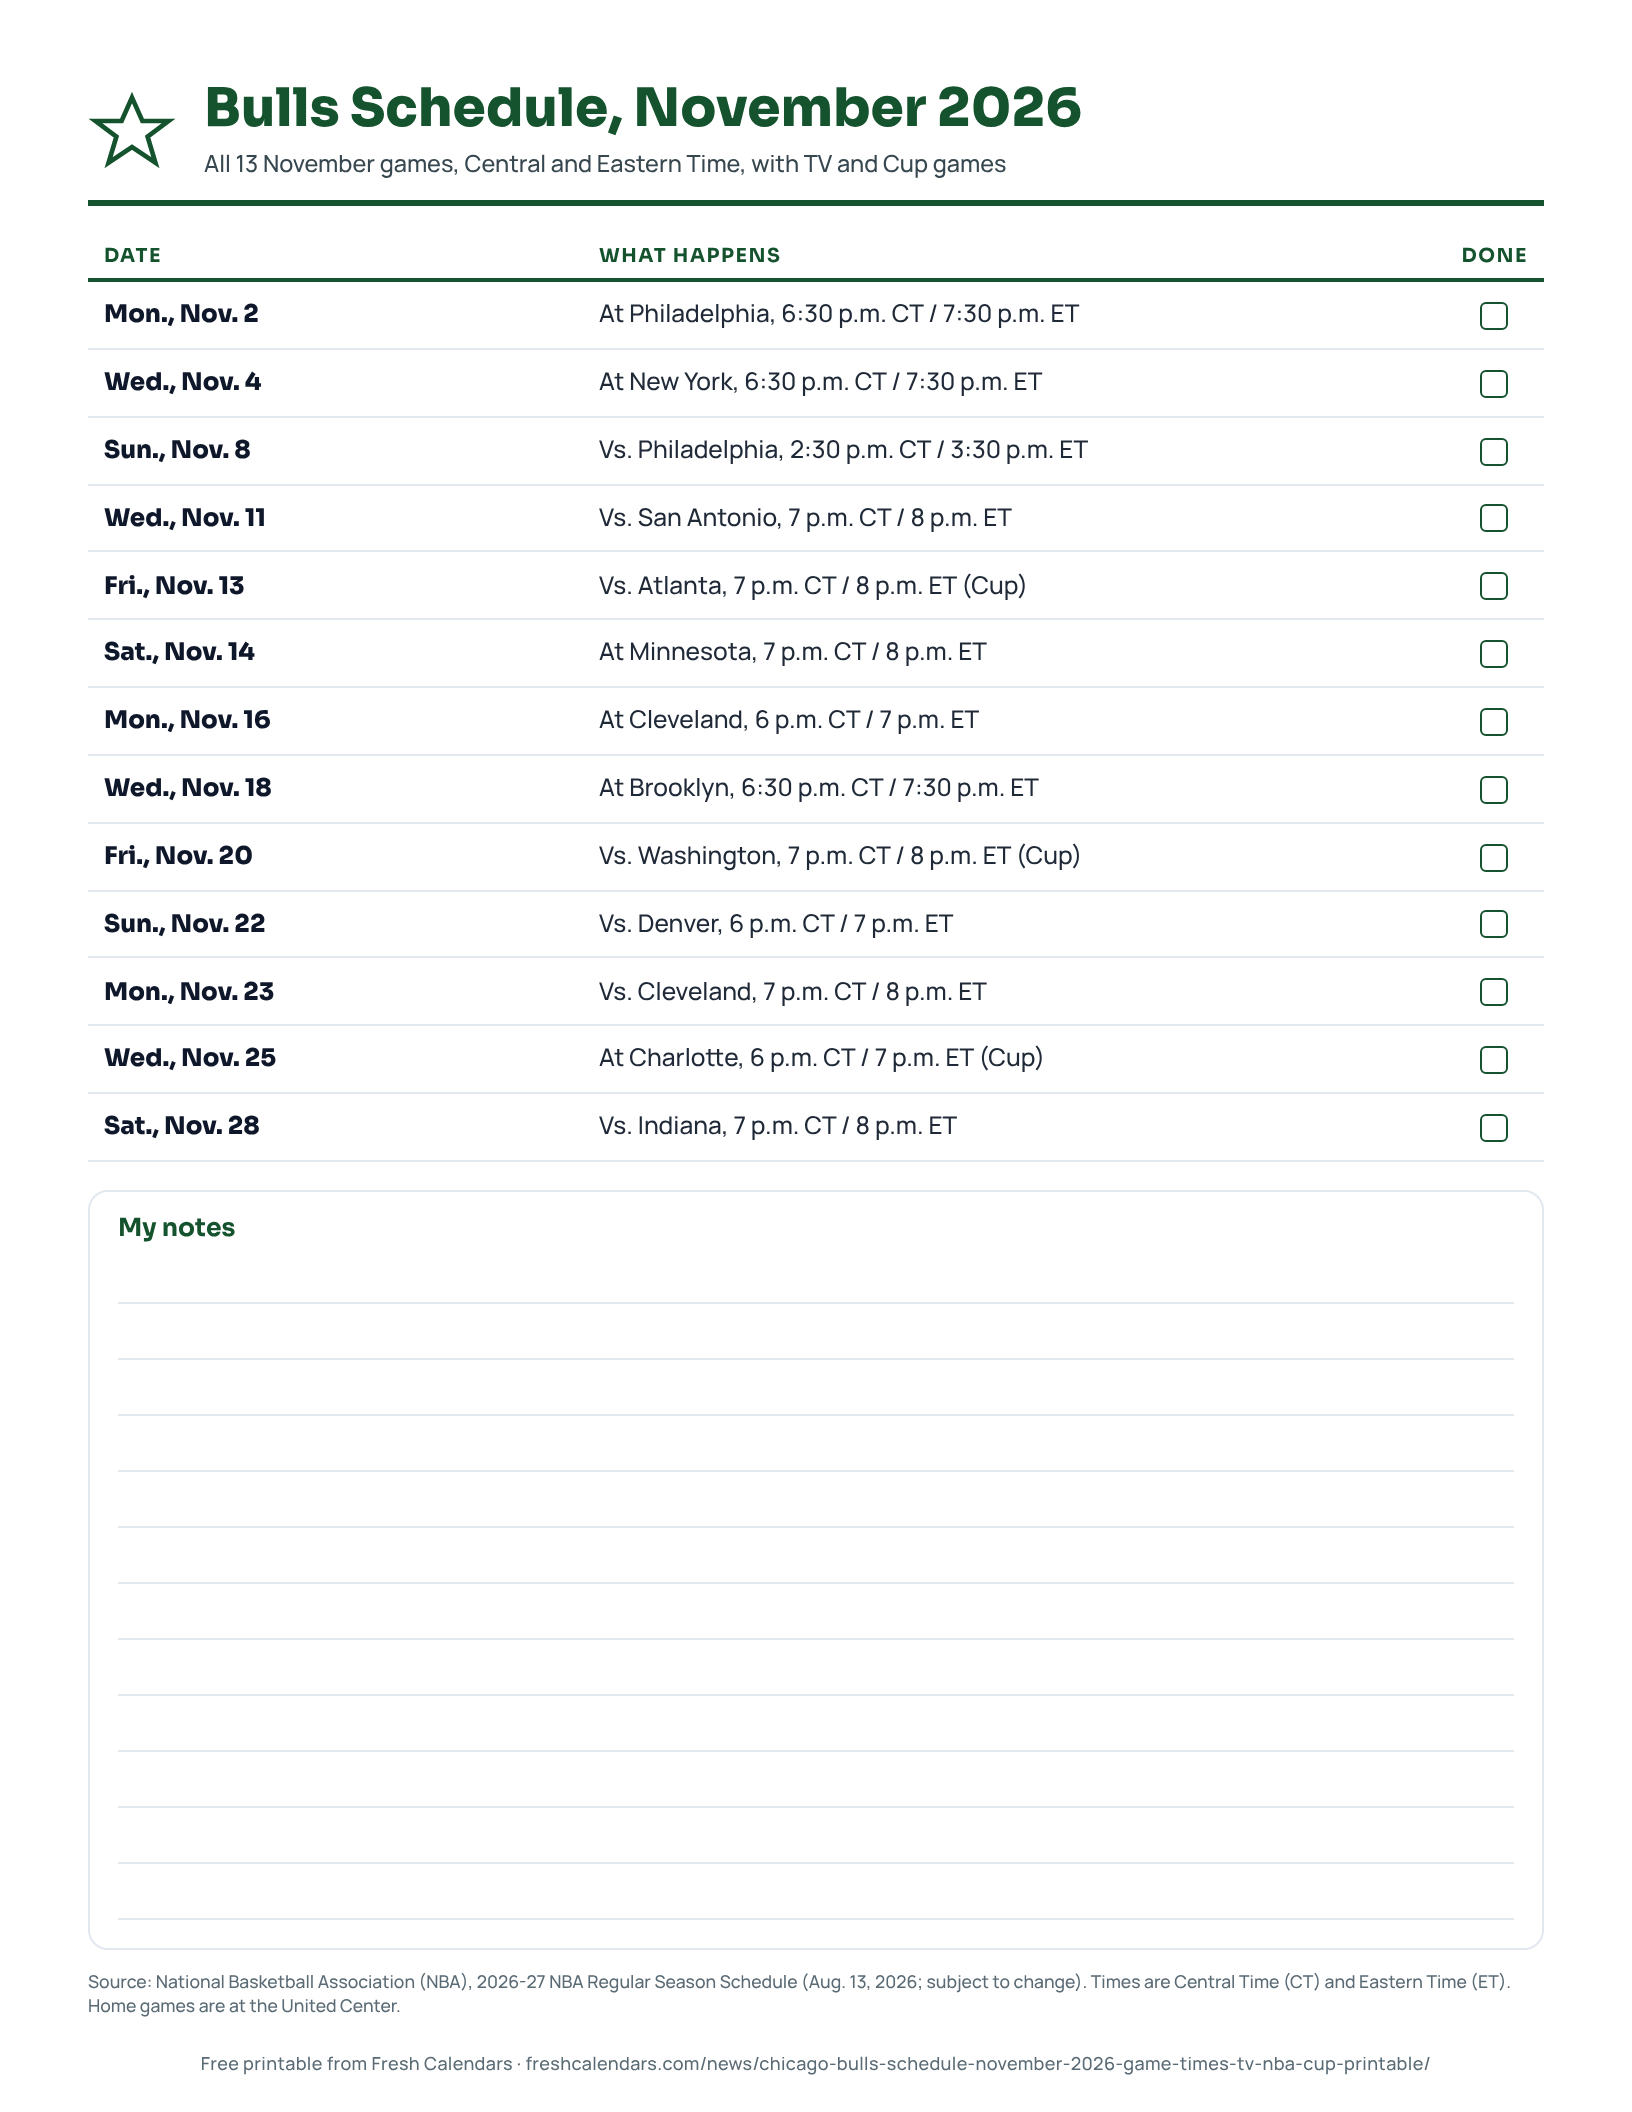 Bulls Schedule, November 2026
All 13 November games, Central and Eastern Time, with TV and Cup games
DATE WHAT HAPPENS DONE
Mon., Nov. 2 At Philadelphia, 6:30 p.m. CT / 7:30 p.m. ET
Wed., Nov. 4 At New York, 6:30 p.m. CT / 7:30 p.m. ET
Sun., Nov. 8 Vs. Philadelphia, 2:30 p.m. CT / 3:30 p.m. ET
Wed., Nov. 11 Vs. San Antonio, 7 p.m. CT / 8 p.m. ET
Fri., Nov. 13 Vs. Atlanta, 7 p.m. CT / 8 p.m. ET (Cup)
Sat., Nov. 14 At Minnesota, 7 p.m. CT / 8 p.m. ET
Mon., Nov. 16 At Cleveland, 6 p.m. CT / 7 p.m. ET
Wed., Nov. 18 At Brooklyn, 6:30 p.m. CT / 7:30 p.m. ET
Fri., Nov. 20 Vs. Washington, 7 p.m. CT / 8 p.m. ET (Cup)
Sun., Nov. 22 Vs. Denver, 6 p.m. CT / 7 p.m. ET
Mon., Nov. 23 Vs. Cleveland, 7 p.m. CT / 8 p.m. ET
Wed., Nov. 25 At Charlotte, 6 p.m. CT / 7 p.m. ET (Cup)
Sat., Nov. 28 Vs. Indiana, 7 p.m. CT / 8 p.m. ET
My notes
Source: National Basketball Association (NBA), 2026-27 NBA Regular Season Schedule (Aug. 13, 2026; subject to change). Times are Central Time (CT) and Eastern Time (ET).
Home games are at the United Center.
Free printable from Fresh Calendars · freshcalendars.com/news/chicago-bulls-schedule-november-2026-game-times-tv-nba-cup-printable/